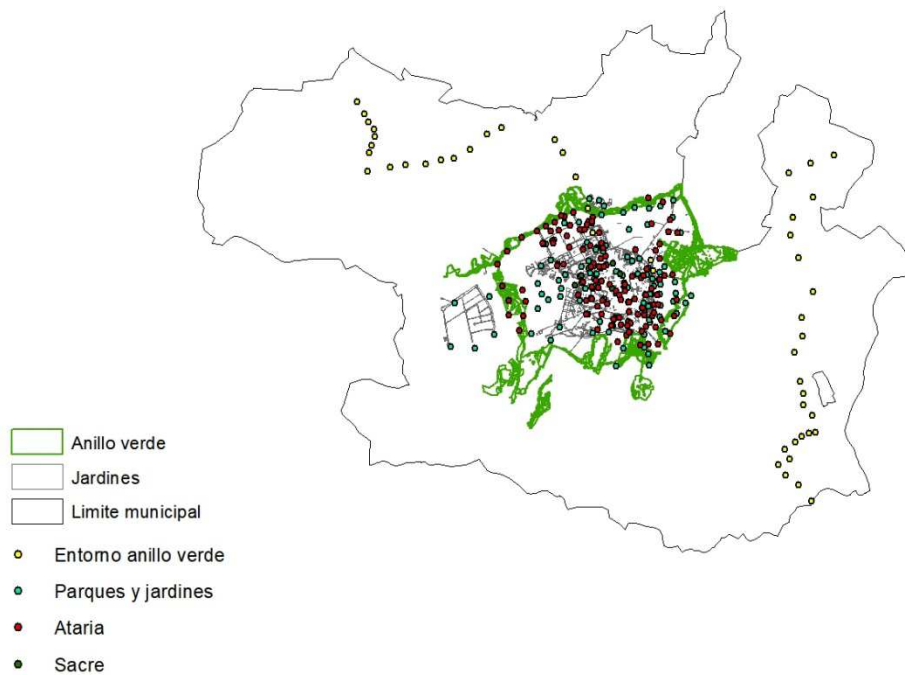 Anillo verde
Jardines
Limite municipal
Entorno anillo verde
Parques y jardines
Ataria
Sacre